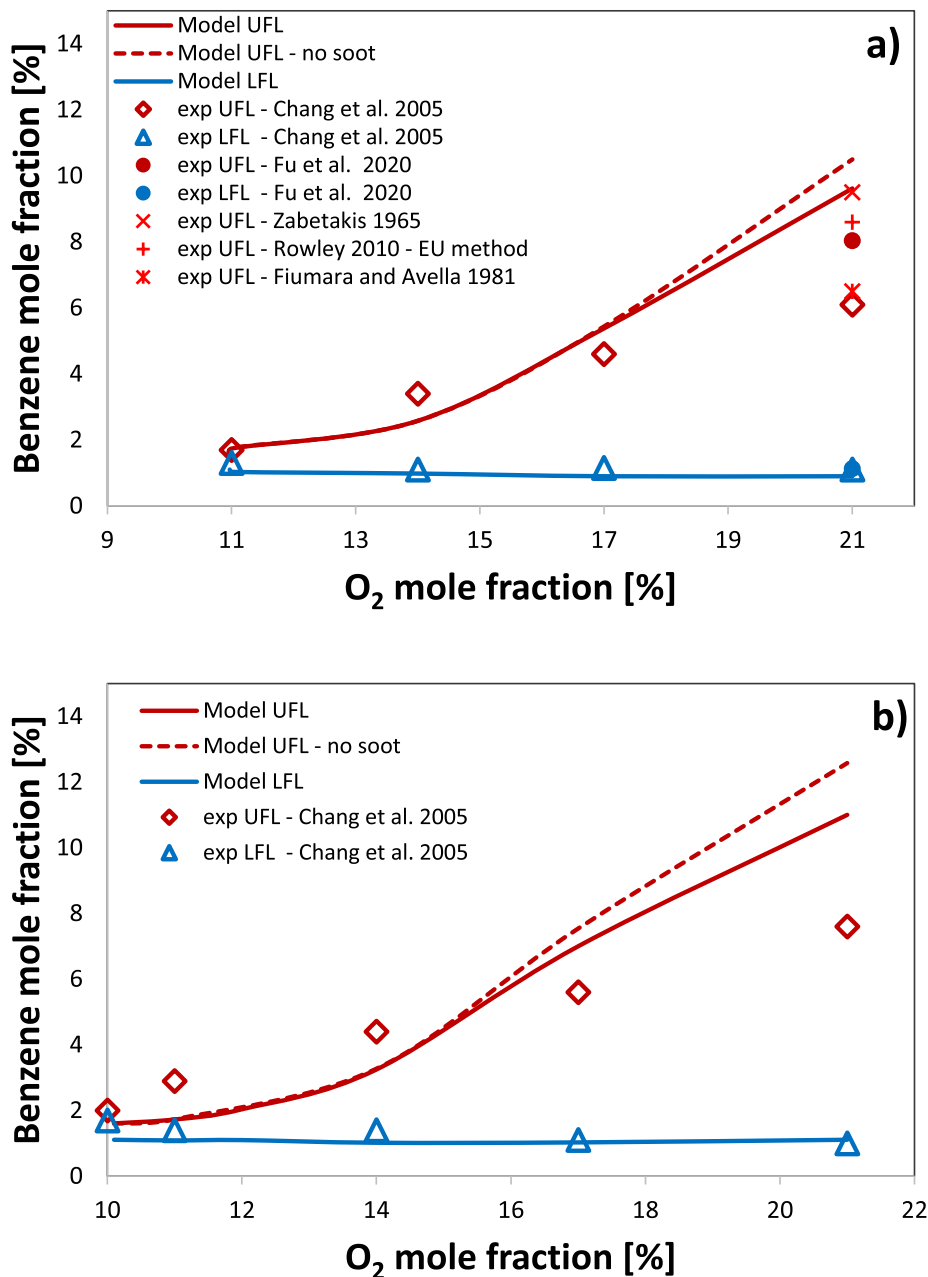 Benzene mole fraction [%]
14
12
10
8
6
4
2
0
Model UFL
Model UFL - no soot
Model LFL
exp UFL - Chang et al. 2005
exp LFL - Chang et al. 2005
exp UFL - Fu et al. 2020
exp LFL - Fu et al. 2020
exp UFL - Zabetakis 1965
exp UFL - Rowley 2010 - EU method
exp UFL - Fiumara and Avella 1981
a)
9 11 13 15 17 19 21
O2 mole fraction [%]
Benzene mole fraction [%]
14
12
10
8
6
4
2
0
Model UFL
Model UFL - no soot
Model LFL
exp UFL - Chang et al. 2005
exp LFL - Chang et al. 2005
b)
10 12 14 16 18 20 22
O2 mole fraction [%]